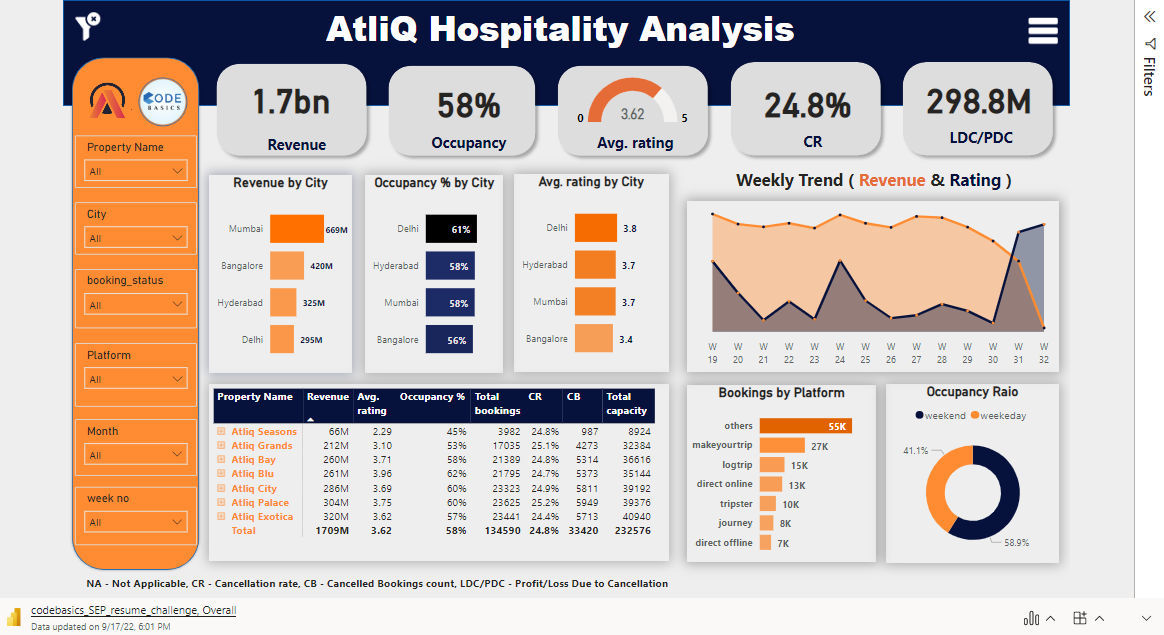 AtliQ Hospitality Analysis
Filters
CODE
BASICS
1.7bn
Revenue
58%
Occupancy
0
3.62
5
Avg. rating
24.8%
CR
298.8M
LDC/PDC
Property Name
All
City
All
booking_status
All
Platform
All
Month
All
week no
All
Revenue by City
Mumbai 669M
Bangalore 420M
Hyderabad 325M
Delhi 295M
Occupancy % by City
Delhi 61%
Hyderabad 58%
Mumbai 58%
Bangalore 56%
Avg. rating by City
Delhi 3.8
Hyderabad 3.7
Mumbai 3.7
Bangalore 3.4
Weekly Trend ( Revenue & Rating )
W W W W W W W W W W W W W W
19 20 21 22 23 24 25 26 27 28 29 30 31 32
Property Name Revenue Avg. Occupancy % Total CR CB Total
rating bookings capacity
Atliq Seasons 66M 2.29 45% 3982 24.8% 987 8924
Atliq Grands 212M 3.10 53% 17035 25.1% 4273 32384
Atliq Bay 260M 3.71 58% 21389 24.8% 5314 36616
Atliq Blu 261M 3.96 62% 21795 24.7% 5373 35144
Atliq City 286M 3.69 60% 23323 24.9% 5811 39192
Atliq Palace 304M 3.75 60% 23625 25.2% 5949 39376
Atliq Exotica 320M 3.62 57% 23441 24.4% 5713 40940
Total 1709M 3.62 58% 134590 24.8% 33420 232576
Bookings by Platform
others 55K
makeyourtrip 27K
logtrip 15K
direct online 13K
tripster 10K
journey 8K
direct offline 7K
Occupancy Raio
weekend weekeday
41.1%
58.9%
NA - Not Applicable, CR - Cancellation rate, CB - Cancelled Bookings count, LDC/PDC - Profit/Loss Due to Cancellation
codebasics_SEP_resume_challenge, Overall
Data updated on 9/17/22, 6:01 PM